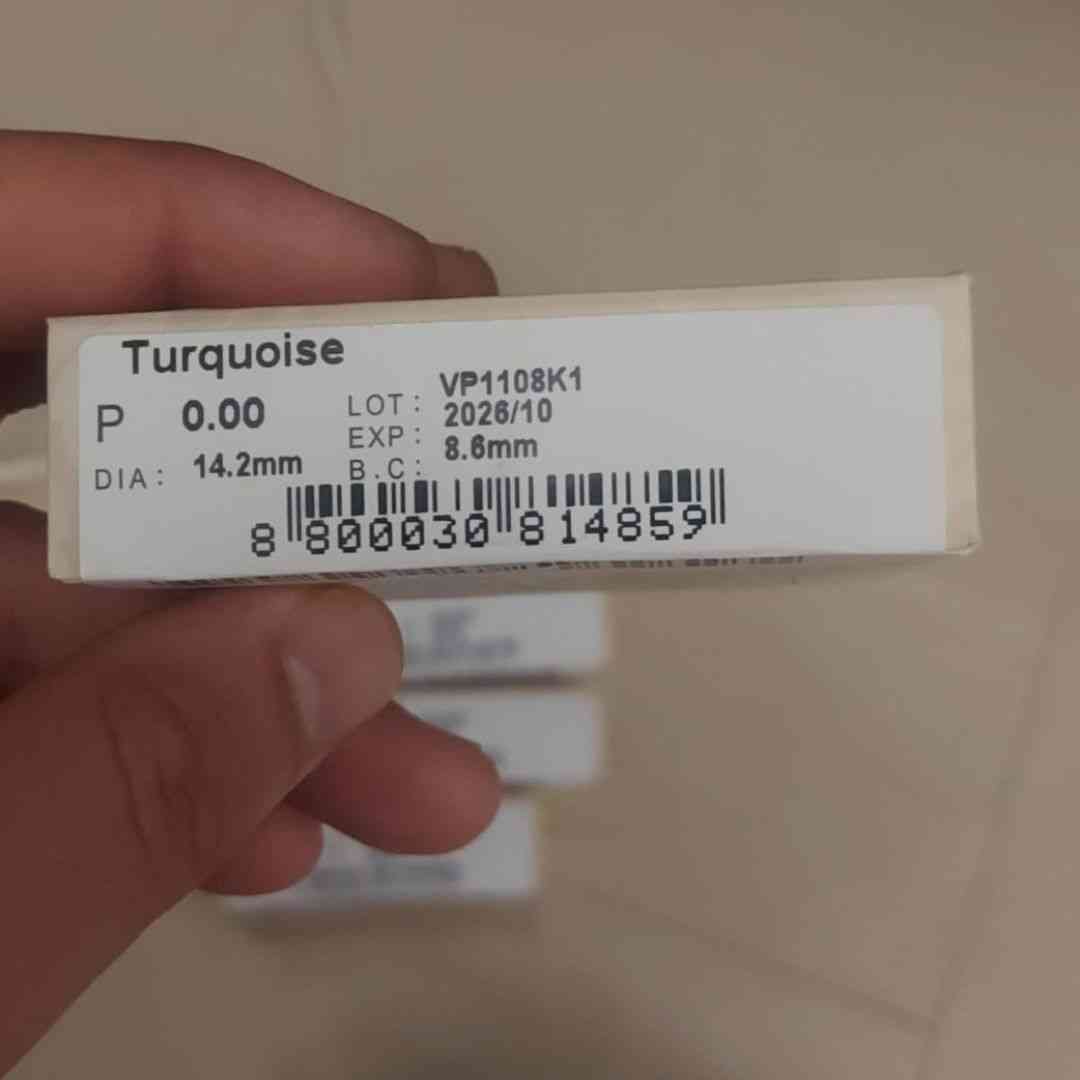 Turquoise
P 0.00
DIA: 14.2mm
LOT: VP1108K1
EXP: 2026/10
B.C: 8.6mm
8 800030 814859